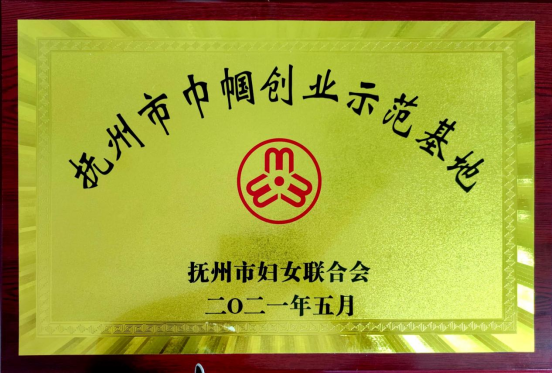 抚州市巾帼创业示范基地
抚州市妇女联合会
二〇二一年五月